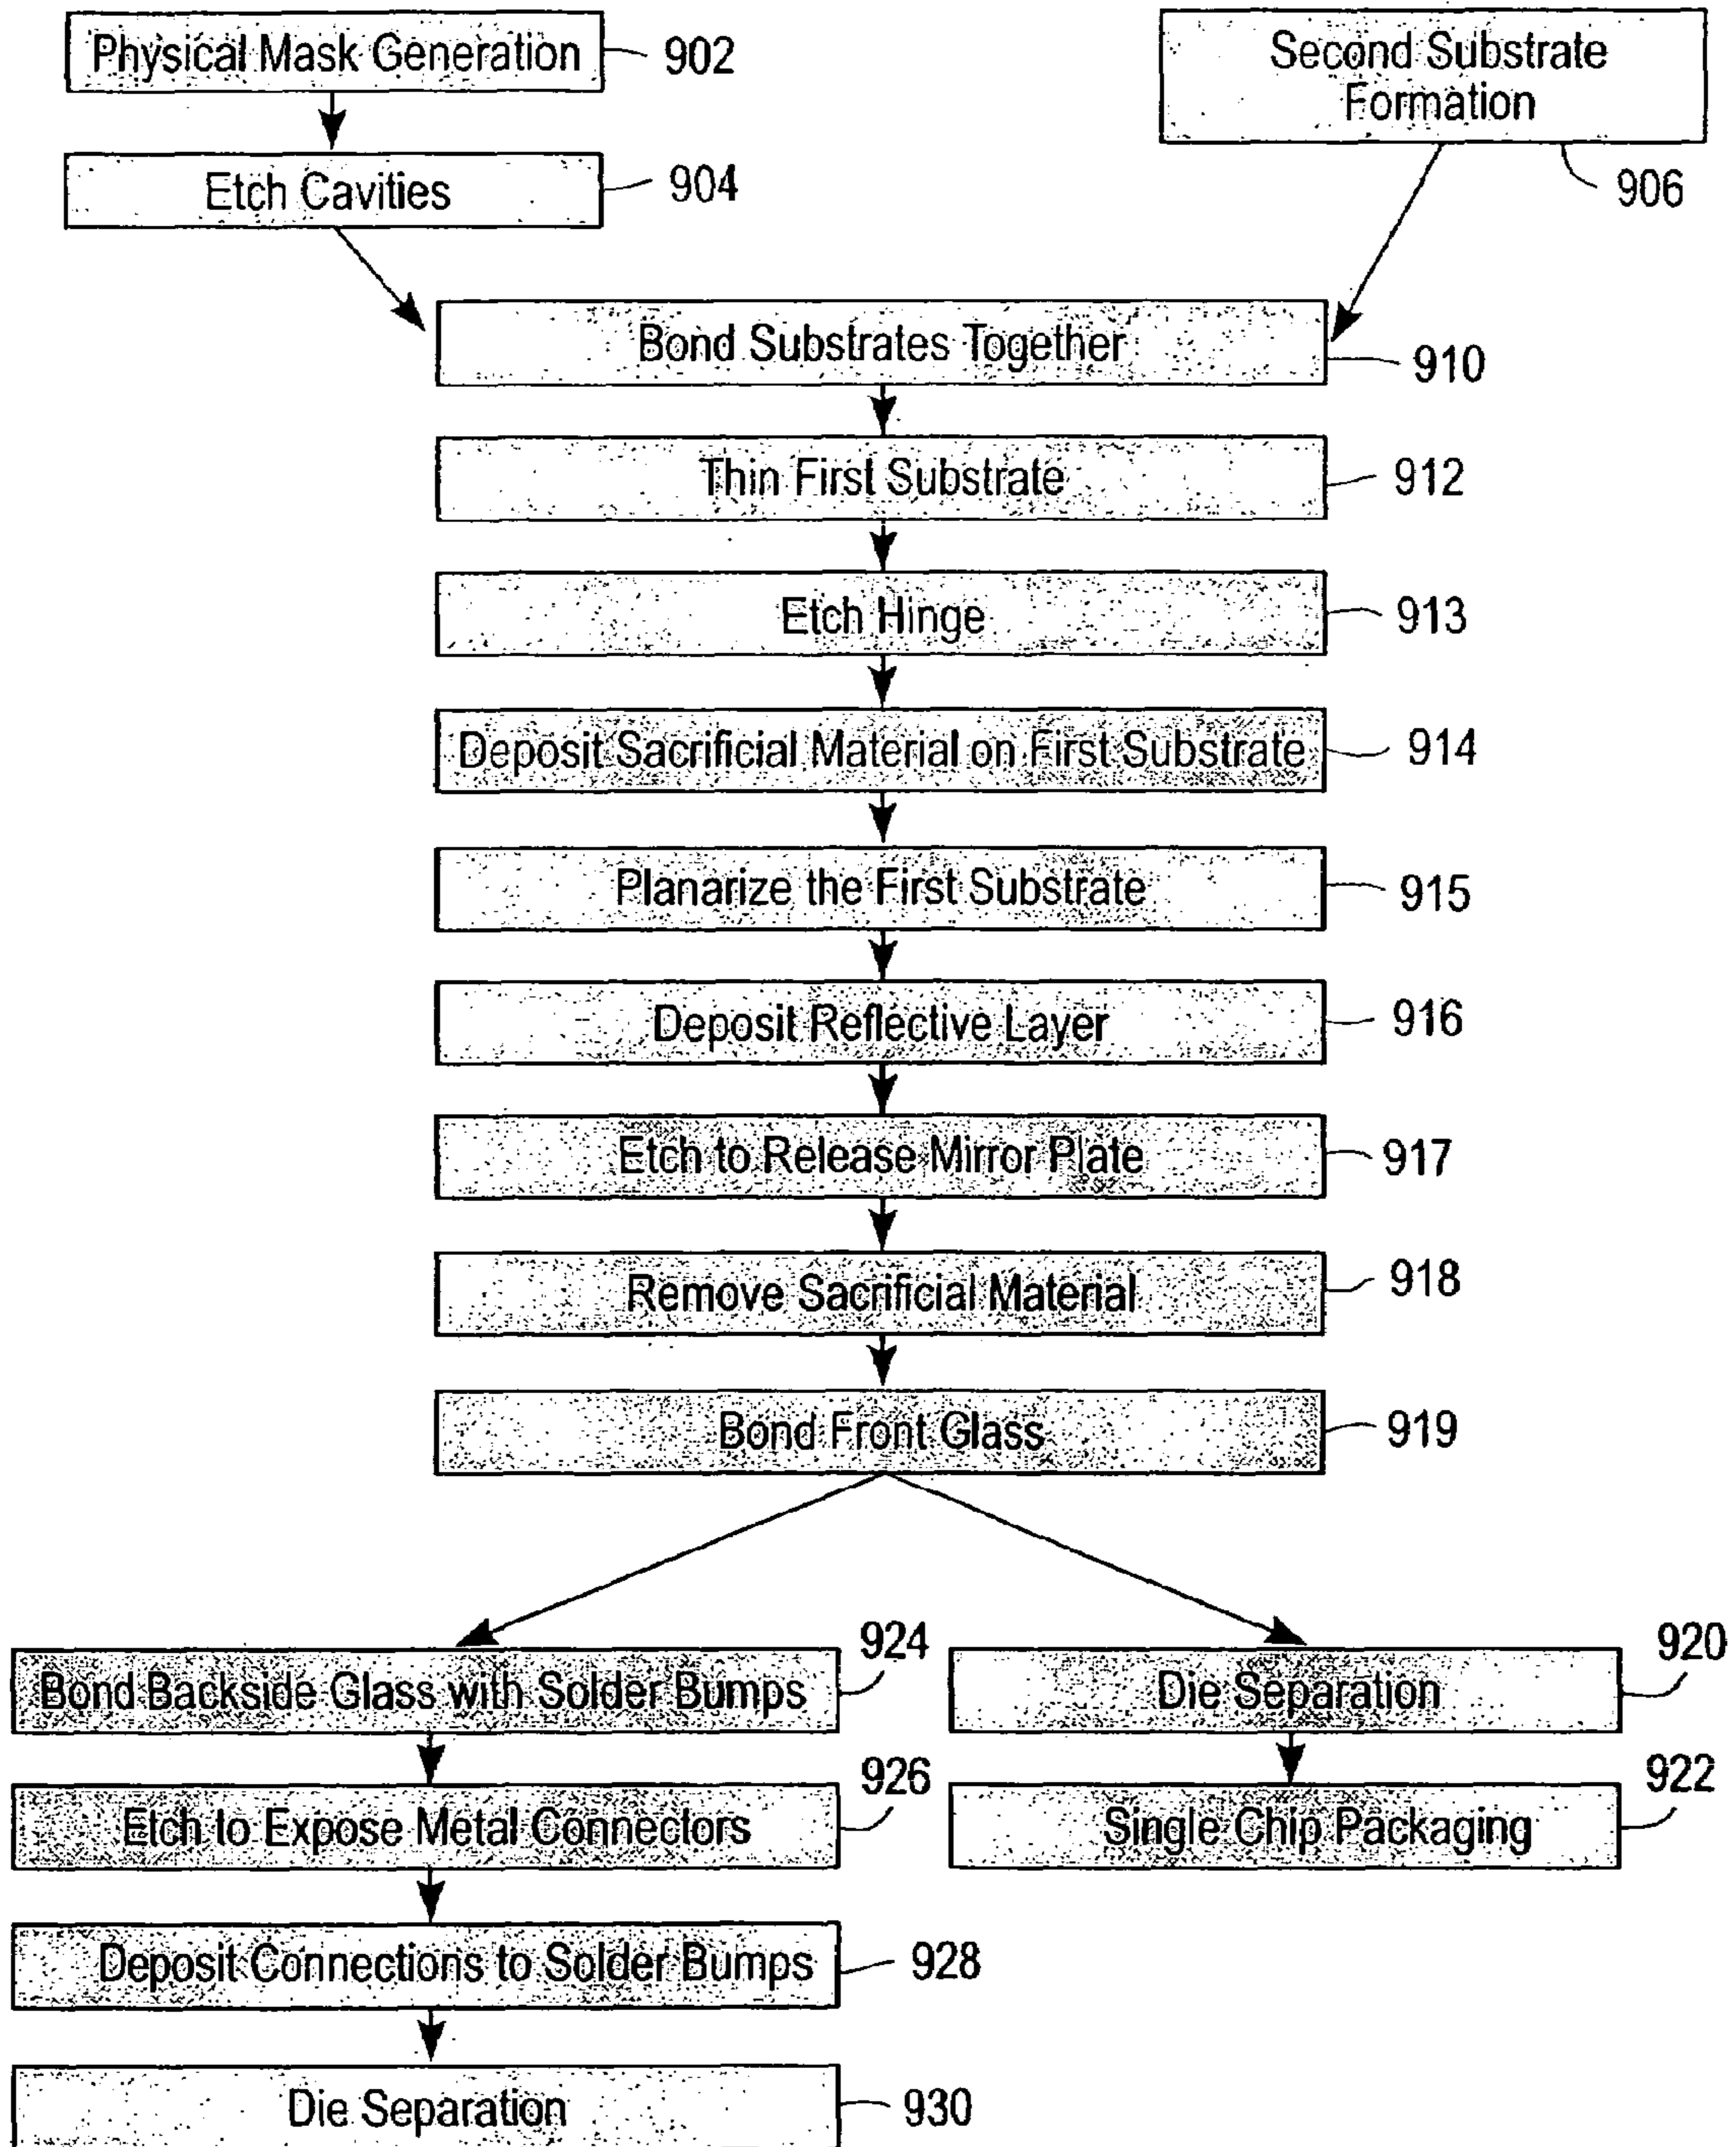 Physical Mask Generation 902
Second Substrate
Formation
906
Etch Cavities 904
Bond Substrates Together 910
Thin First Substrate 912
Etch Hinge 913
Deposit Sacrificial Material on First Substrate 914
Planarize the First Substrate 915
Deposit Reflective Layer 916
Etch to Release Mirror Plate 917
Remove Sacrificial Material 918
Bond Front Glass 919
Bond Backside Glass with Solder Bumps 924
Die Separation 920
Etch to Expose Metal Connectors 926
Single Chip Packaging 922
Deposit Connections to Solder Bumps 928
Die Separation 930